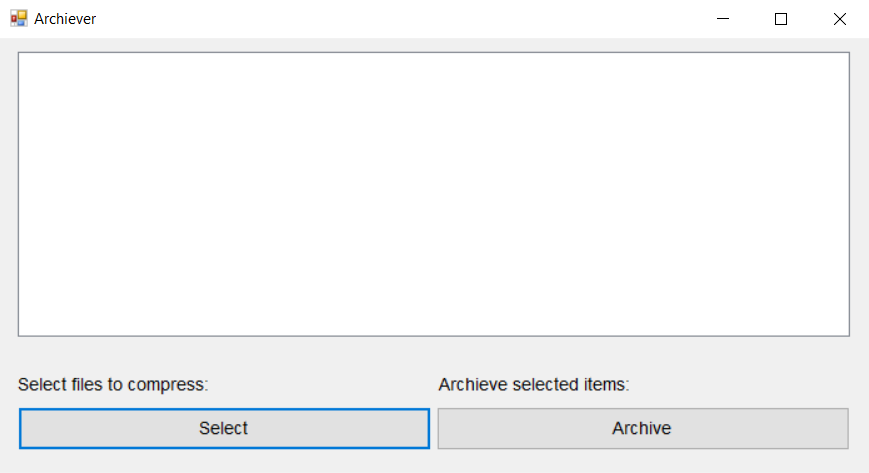 Archiever
Select files to compress:
Archieve selected items:
Select
Archive